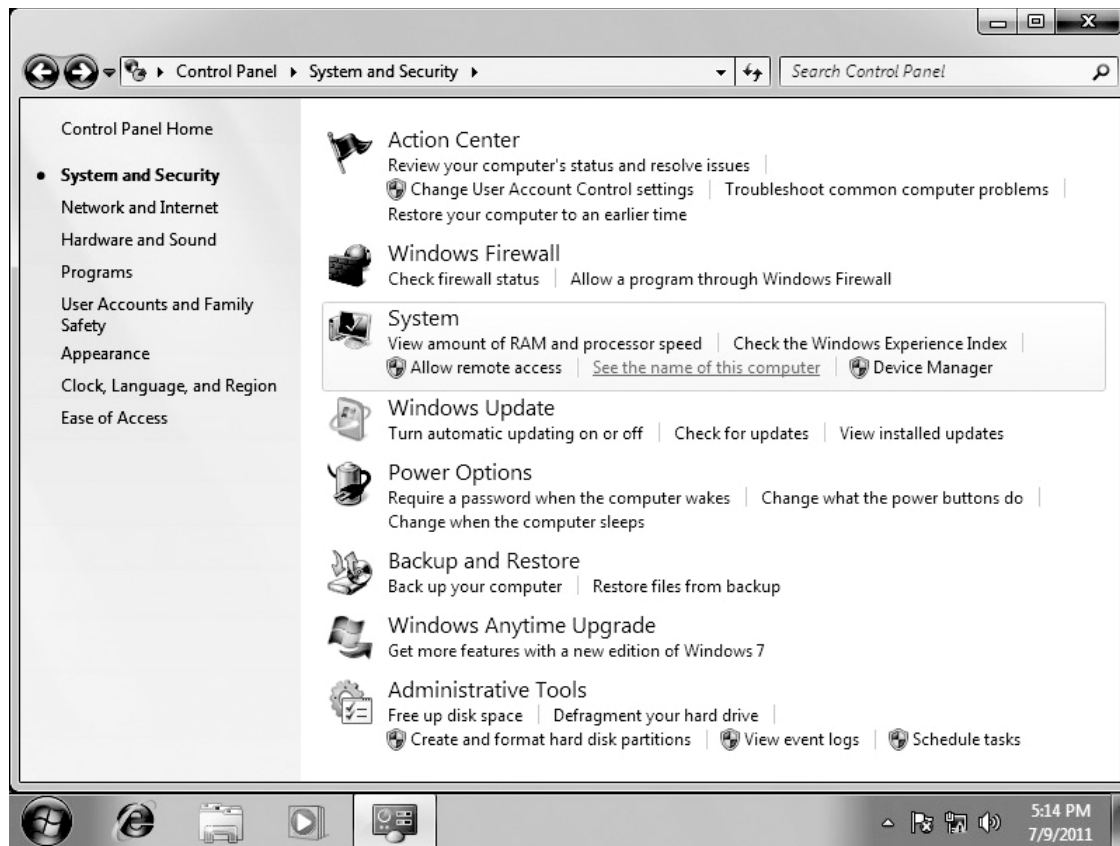 Control Panel System and Security Search Control Panel
Control Panel Home
System and Security
Network and Internet
Hardware and Sound
Programs
User Accounts and Family
Safety
Appearance
Clock, Language, and Region
Ease of Access
Action Center
Review your computer's status and resolve issues
Change User Account Control settings Troubleshoot common computer problems
Restore your computer to an earlier time
Windows Firewall
Check firewall status Allow a program through Windows Firewall
System
View amount of RAM and processor speed Check the Windows Experience Index
Allow remote access See the name of this computer Device Manager
Windows Update
Turn automatic updating on or off Check for updates View installed updates
Power Options
Require a password when the computer wakes Change what the power buttons do
Change when the computer sleeps
Backup and Restore
Back up your computer Restore files from backup
Windows Anytime Upgrade
Get more features with a new edition of Windows 7
Administrative Tools
Free up disk space Defragment your hard drive
Create and format hard disk partitions View event logs Schedule tasks
5:14 PM
7/9/2011